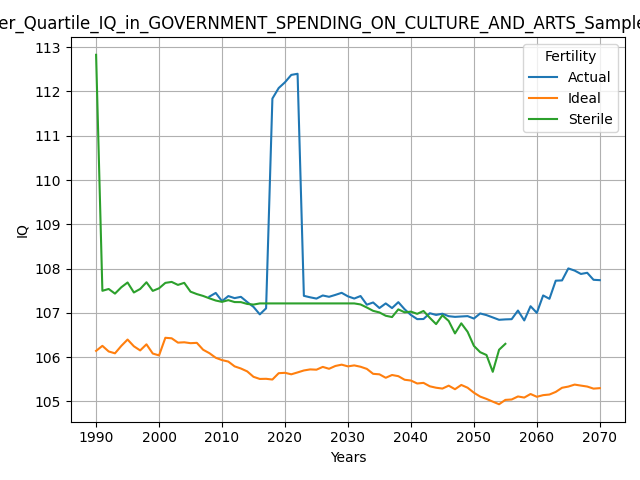 er_Quartile_IQ_in_GOVERNMENT_SPENDING_ON_CULTURE_AND_ARTS_Sample
113
112
111
110
109
108
107
106
105
IQ
Fertility
Actual
Ideal
Sterile
1990 2000 2010 2020 2030 2040 2050 2060 2070
Years